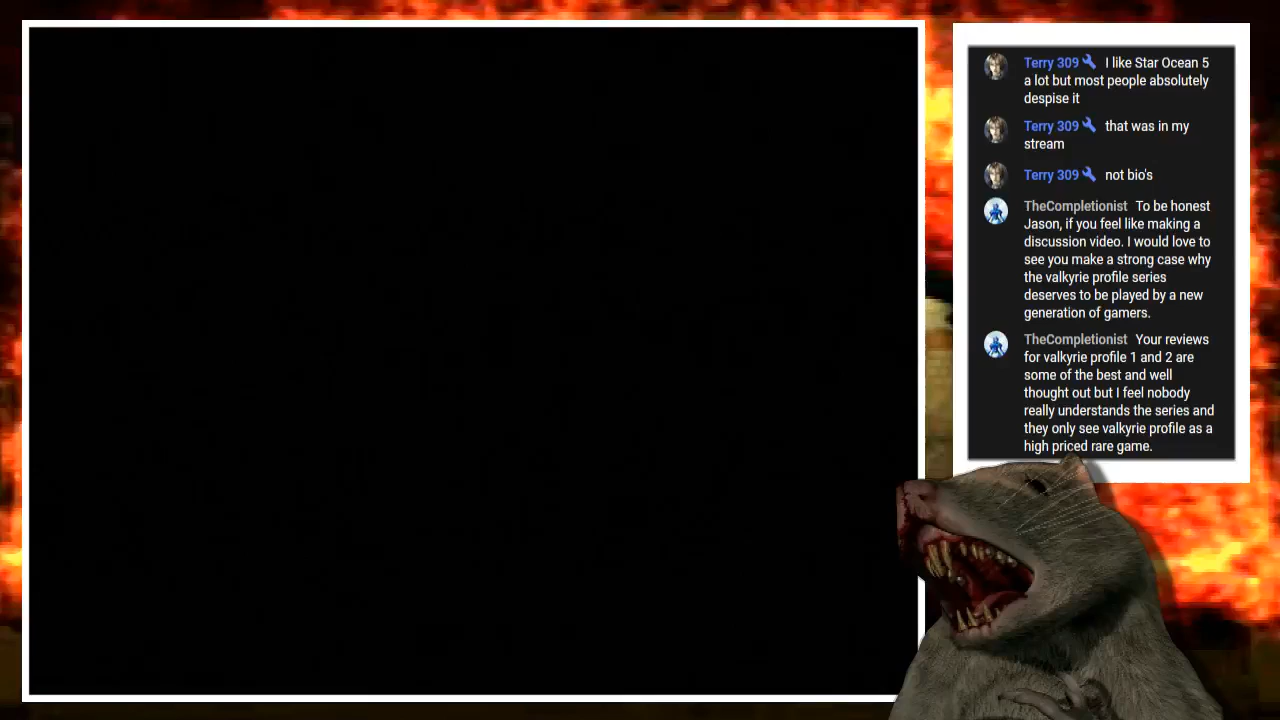 Terry 309 I like Star Ocean 5
a lot but most people absolutely
despise it
Terry 309 that was in my
stream
Terry 309 not bio's
TheCompletionist To be honest
Jason, if you feel like making a
discussion video. I would love to
see you make a strong case why
the valkyrie profile series
deserves to be played by a new
generation of gamers.
TheCompletionist Your reviews
for valkyrie profile 1 and 2 are
some of the best and well
thought out but I feel nobody
really understands the series and
they only see valkyrie profile as a
high priced rare game.